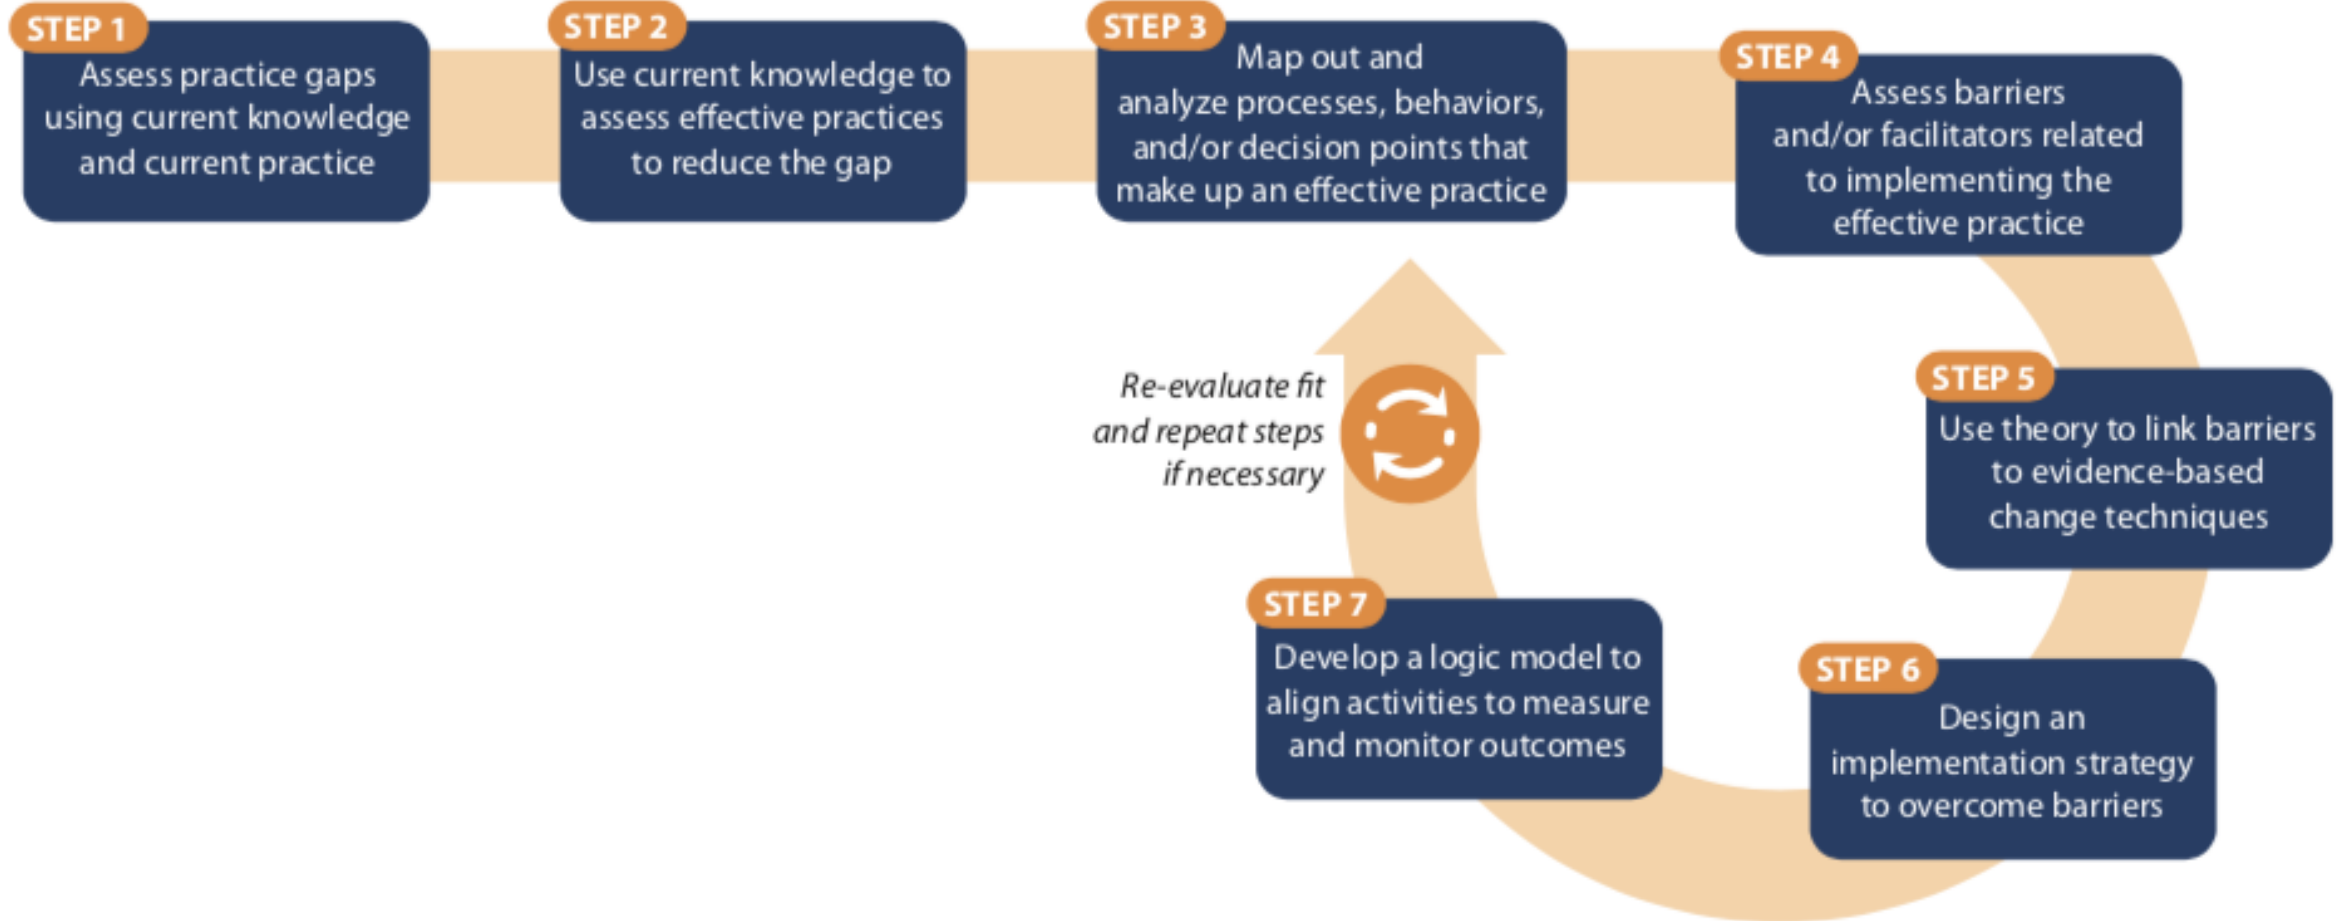 STEP 1
Assess practice gaps
using current knowledge
and current practice
STEP 2
Use current knowledge to
assess effective practices
to reduce the gap
STEP 3
Map out and
analyze processes, behaviors,
and/or decision points that
make up an effective practice
STEP 4
Assess barriers
and/or facilitators related
to implementing the
effective practice
STEP 5
Use theory to link barriers
to evidence-based
change techniques
STEP 6
Design an
implementation strategy
to overcome barriers
STEP 7
Develop a logic model to
align activities to measure
and monitor outcomes
Re-evaluate fit
and repeat steps
if necessary